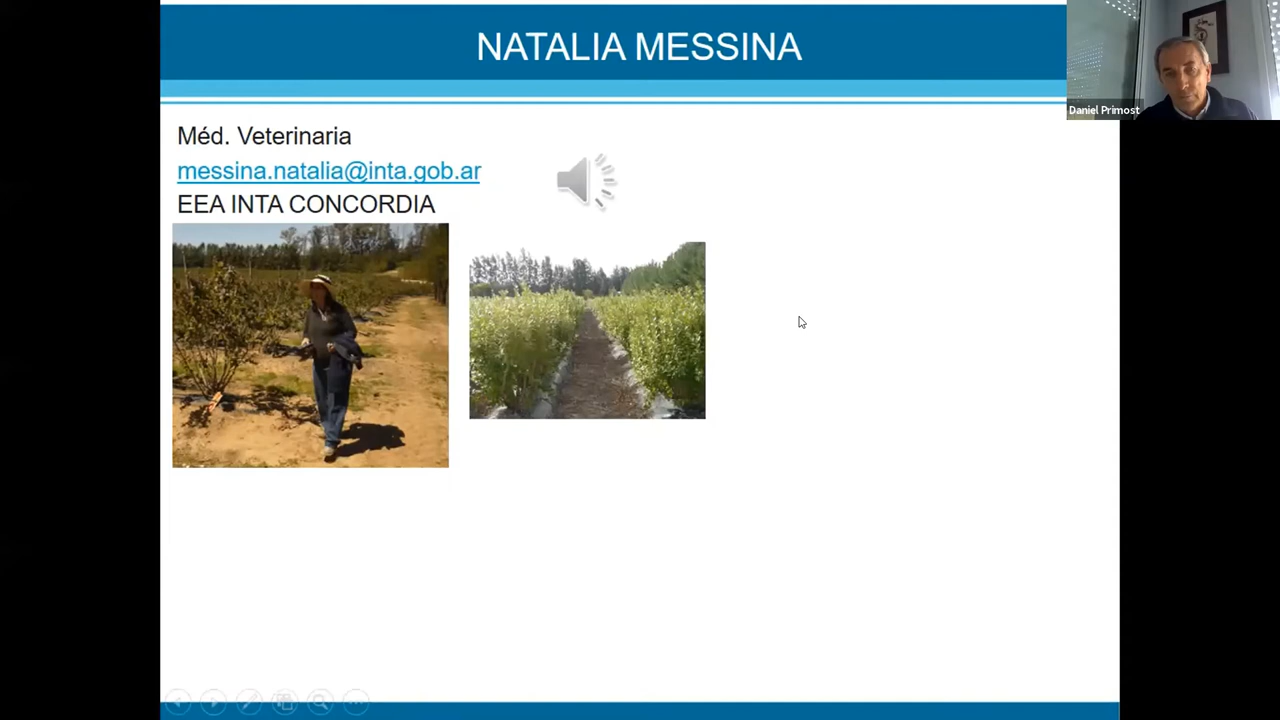 NATALIA MESSINA
Daniel Primost
Méd. Veterinaria
messina.natalia@inta.gob.ar
EEA INTA CONCORDIA